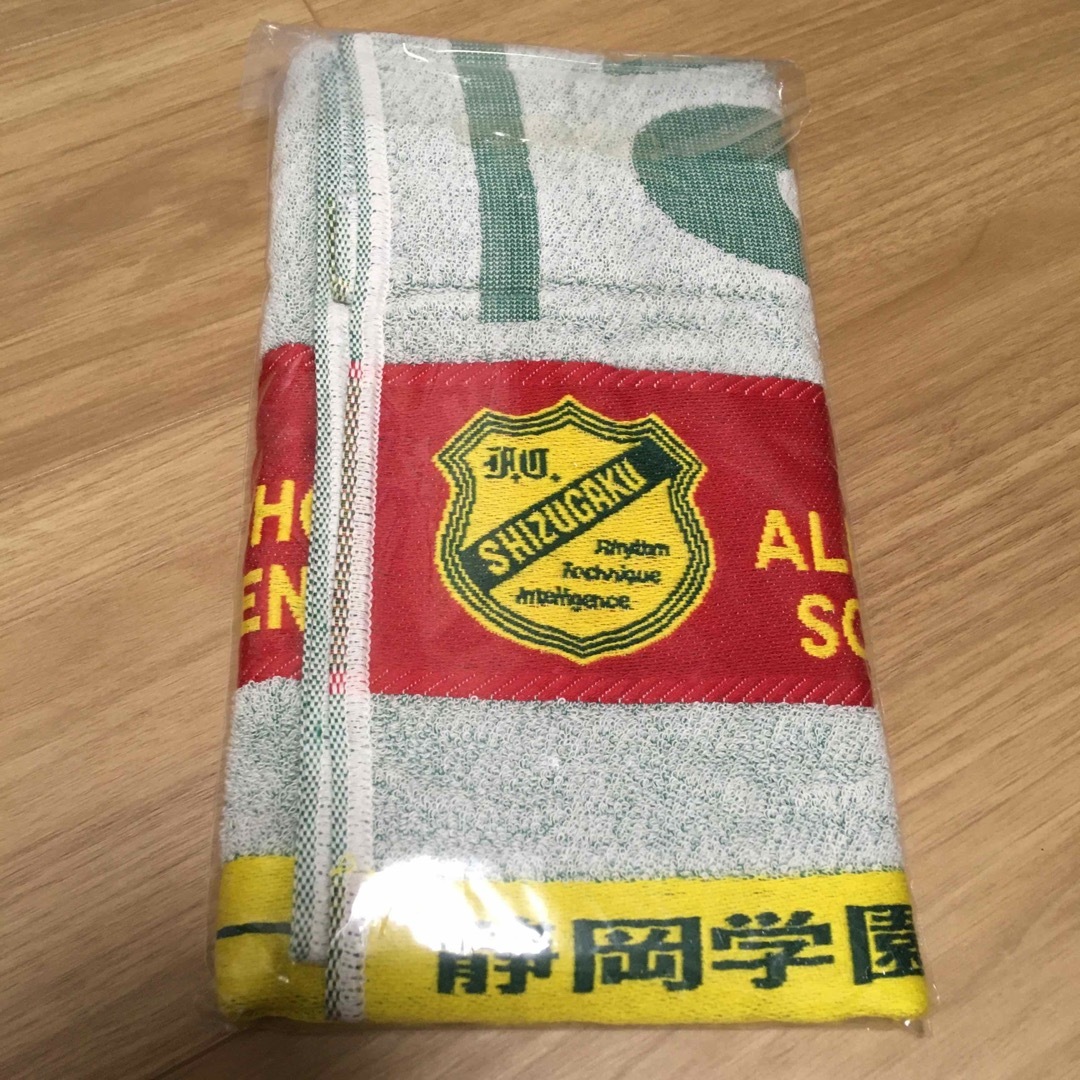 F.U.
SHIZUGAKU
Rhythm
Technique
Intelligence
HO
EN
AL
SO
静岡学園